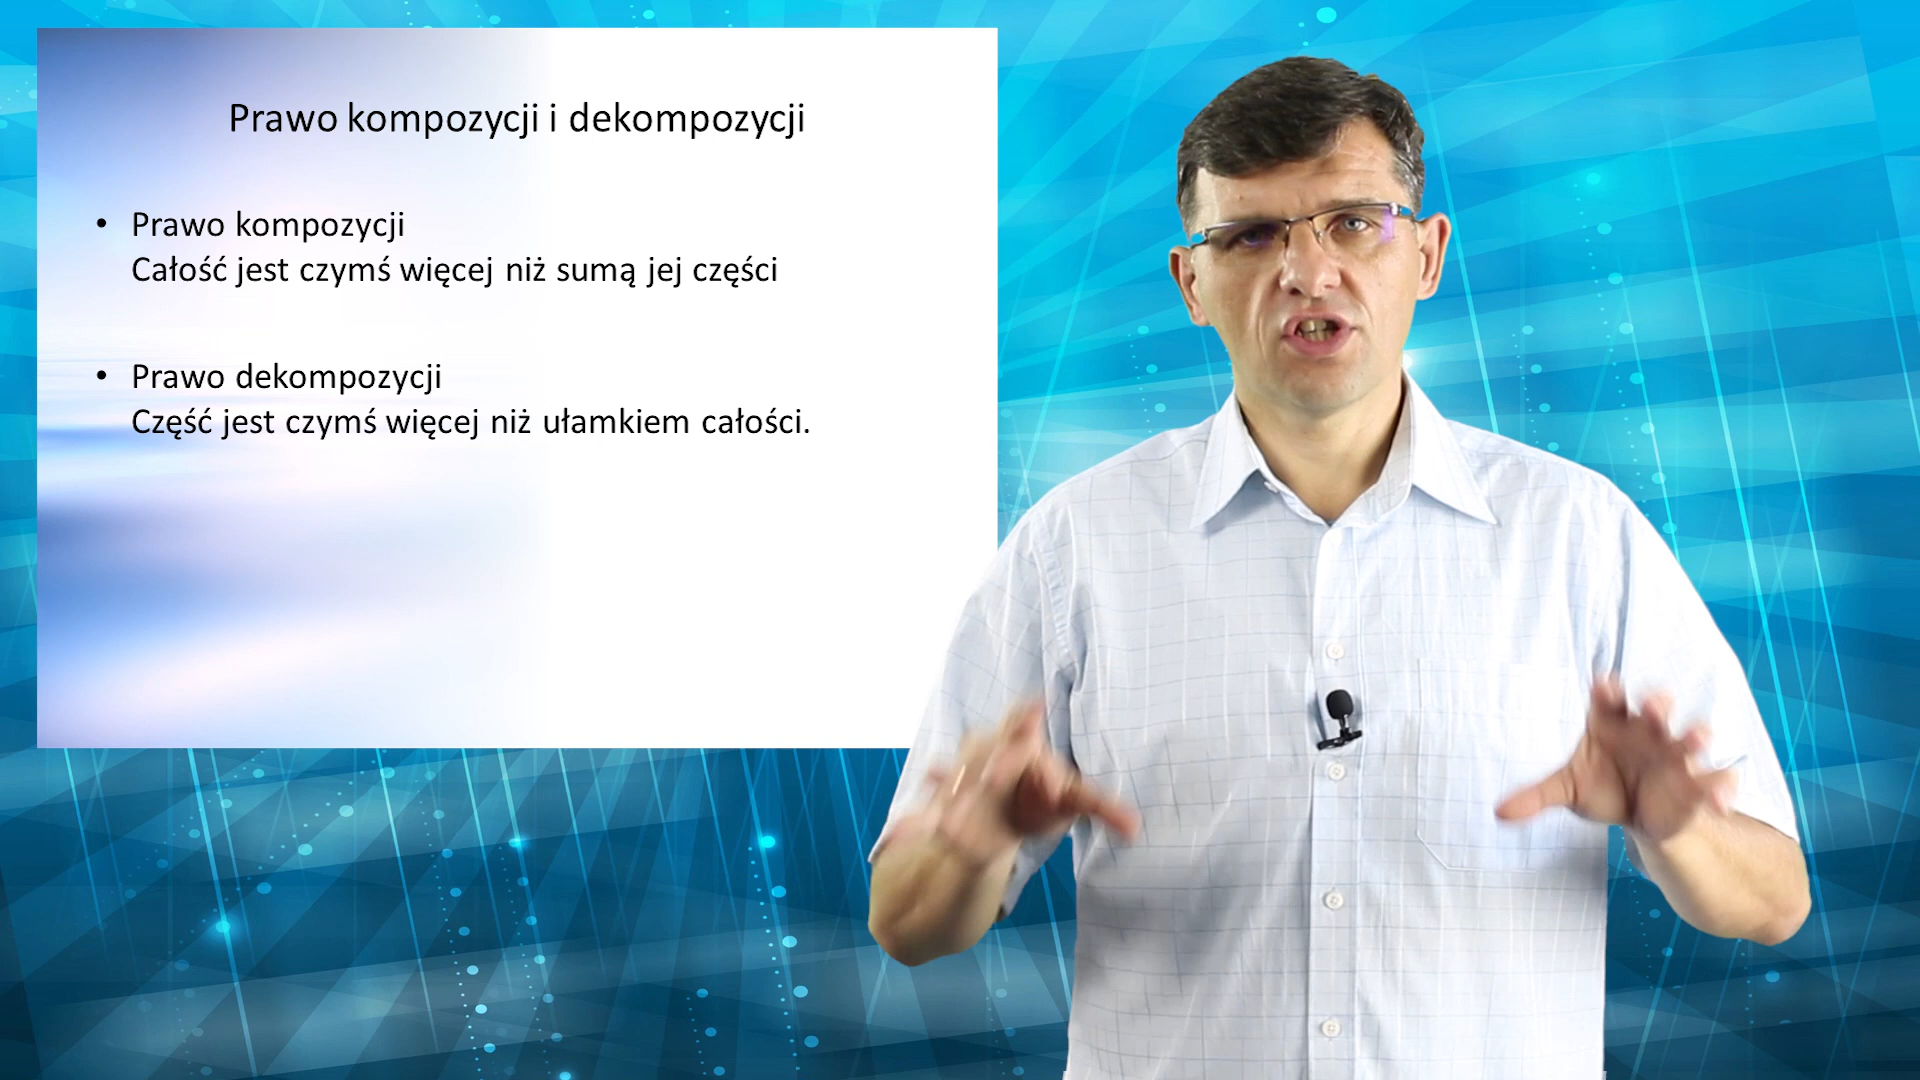 Prawo kompozycji i dekompozycji
• Prawo kompozycji
Całość jest czymś więcej niż sumą jej części
• Prawo dekompozycji
Część jest czymś więcej niż ułamkiem całości.